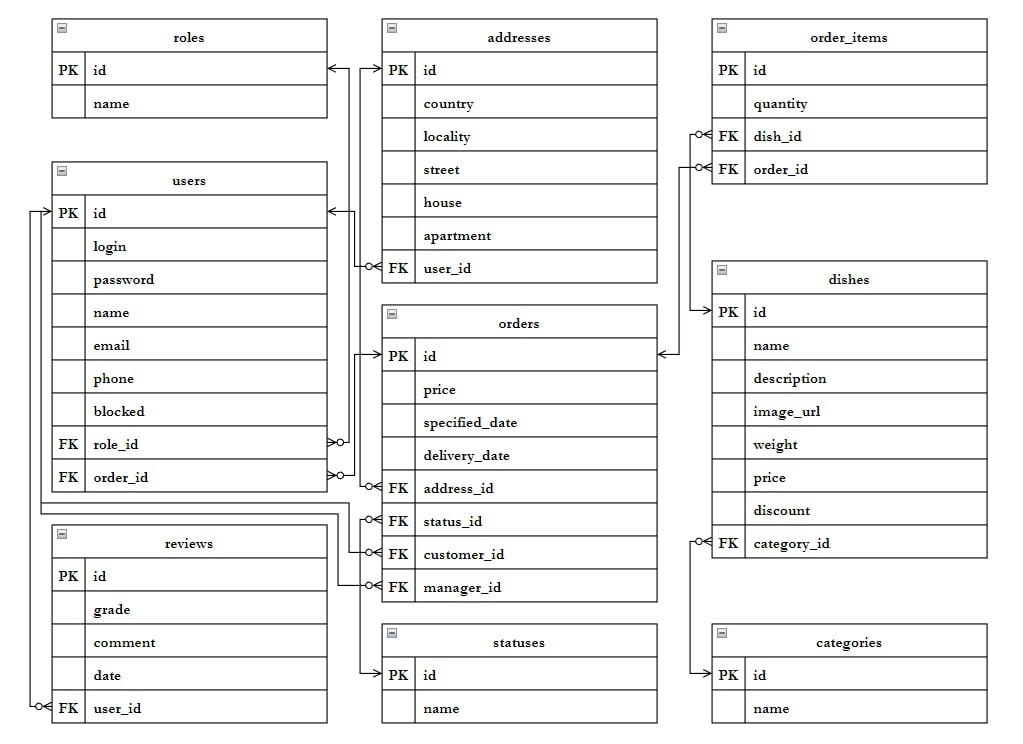 roles
PK id
name
users
PK id
login
password
name
email
phone
blocked
FK role_id
FK order_id
reviews
PK id
grade
comment
date
FK user_id
addresses
PK id
country
locality
street
house
apartment
FK user_id
orders
PK id
price
specified_date
delivery_date
FK address_id
FK status_id
FK customer_id
FK manager_id
statuses
PK id
name
order_items
PK id
quantity
FK dish_id
FK order_id
dishes
PK id
name
description
image_url
weight
price
discount
FK category_id
categories
PK id
name